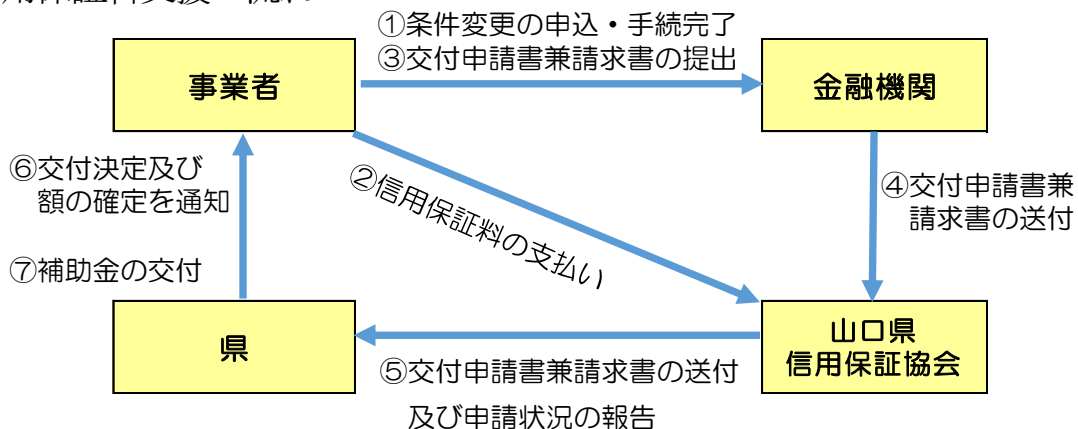 ①条件変更の申込・手続完了
③交付申請書兼請求書の提出
事業者
金融機関
⑥交付決定及び
額の確定を通知
②信用保証料の支払い
④交付申請書兼
請求書の送付
⑦補助金の交付
県
山口県
信用保証協会
⑤交付申請書兼請求書の送付
及び申請状況の報告